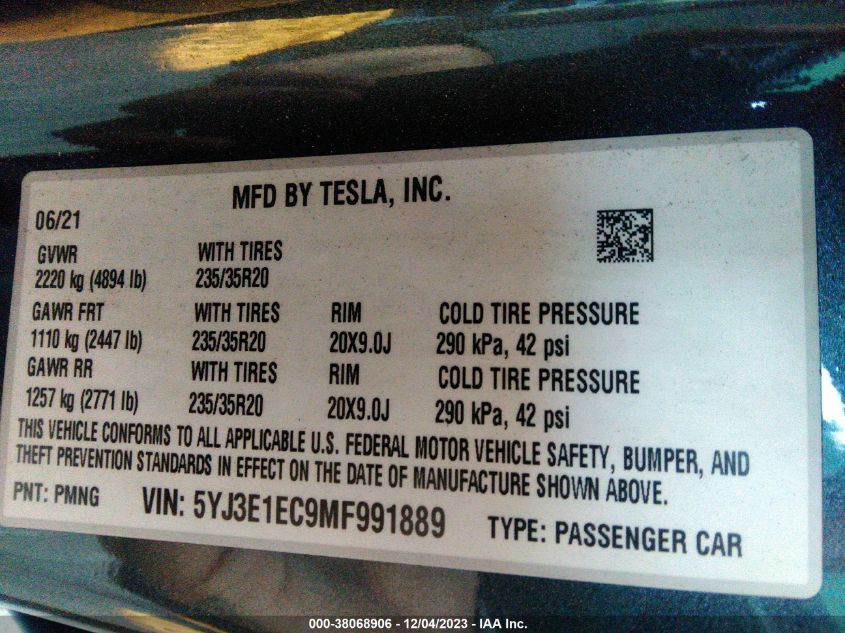 MFD BY TESLA, INC.
06/21
GVWR WITH TIRES
2220 kg (4894 lb) 235/35R20
GAWR FRT WITH TIRES RIM COLD TIRE PRESSURE
1110 kg (2447 lb) 235/35R20 20X9.0J 290 kPa, 42 psi
GAWR RR WITH TIRES RIM COLD TIRE PRESSURE
1257 kg (2771 lb) 235/35R20 20X9.0J 290 kPa, 42 psi
THIS VEHICLE CONFORMS TO ALL APPLICABLE U.S. FEDERAL MOTOR VEHICLE SAFETY, BUMPER, AND
THEFT PREVENTION STANDARDS IN EFFECT ON THE DATE OF MANUFACTURE SHOWN ABOVE.
PNT: PMNG VIN: 5YJ3E1EC9MF991889 TYPE: PASSENGER CAR
000-38068906 - 12/04/2023 - IAA Inc.